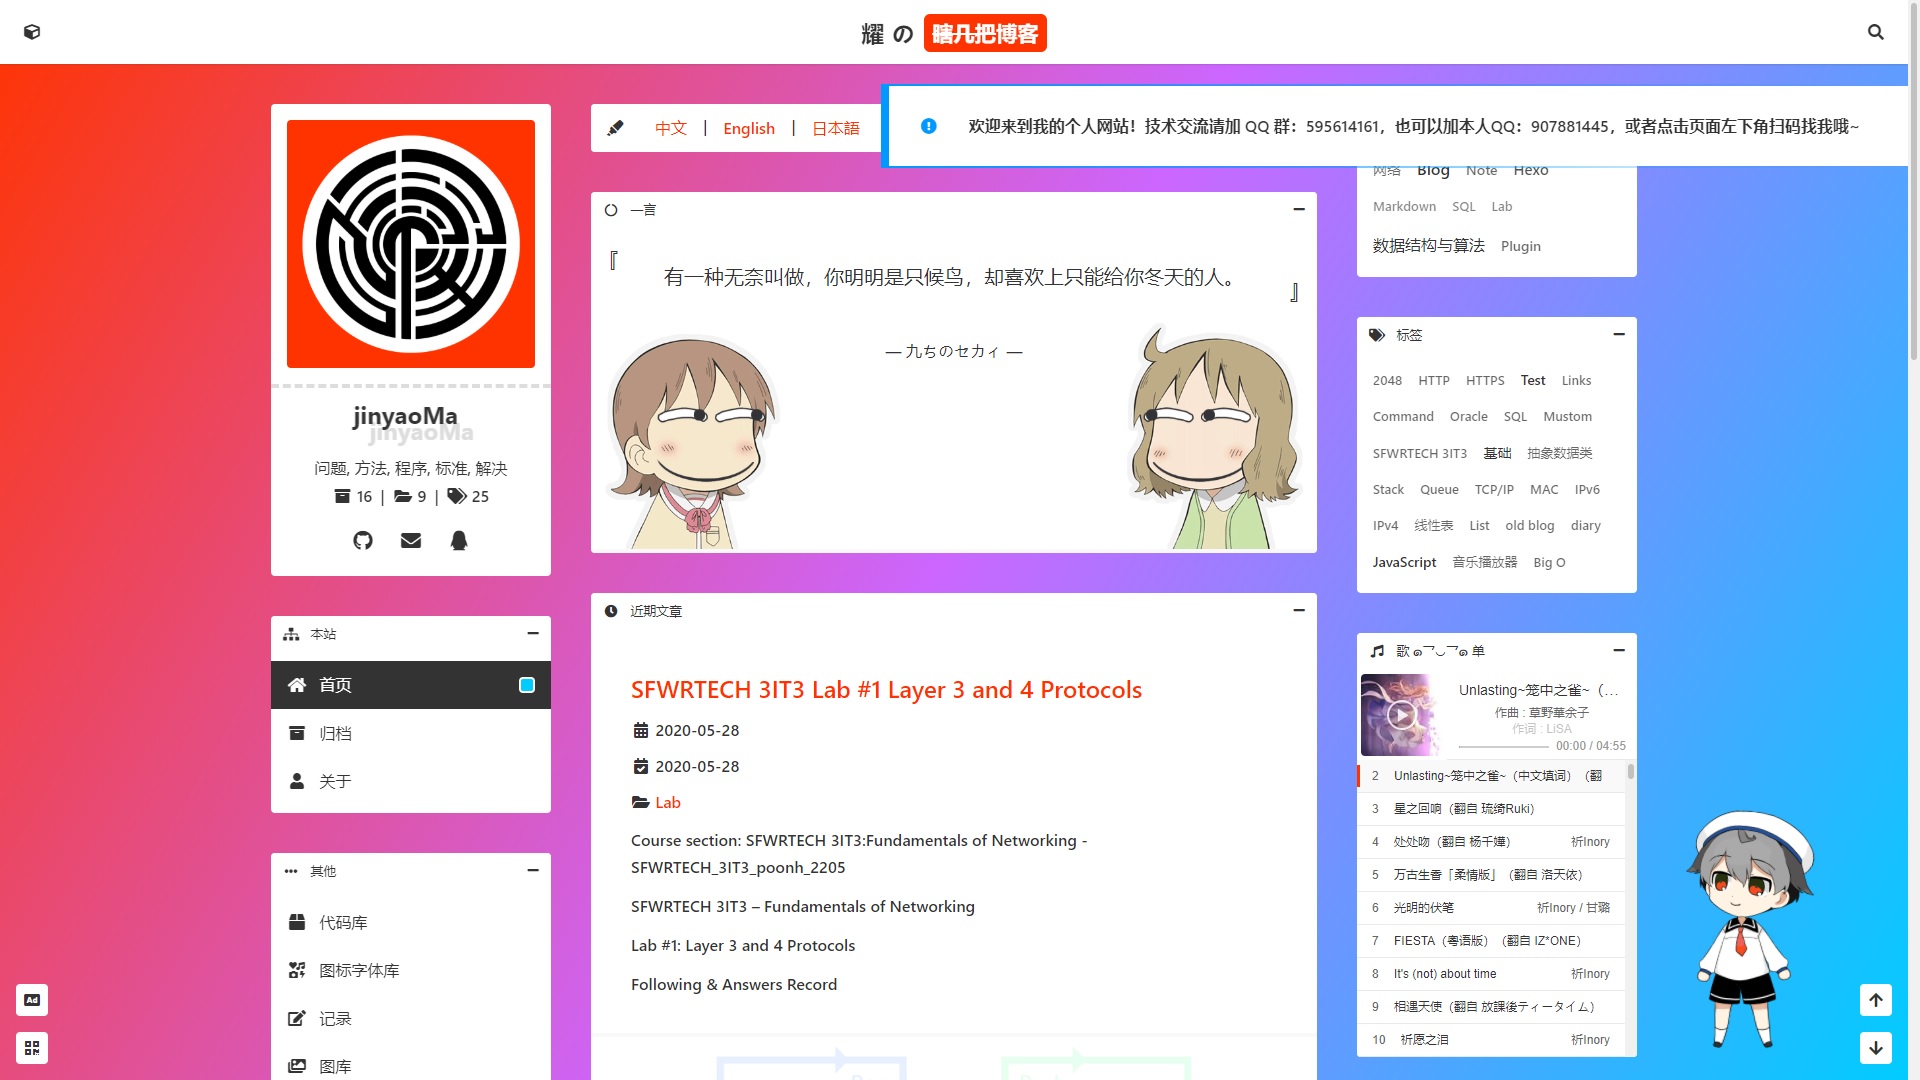 耀 の 瞎几把博客
中文 | English | 日本語
欢迎来到我的个人网站！技术交流请加 QQ 群：595614161，也可以加本人QQ：907881445，或者点击页面左下角扫码找我哦~
jinyaoMa
问题, 方法, 程序, 标准, 解决
16 | 9 | 25
本站
首页
归档
关于
其他
代码库
图标字体库
记录
图库
Ad
一言
『
有一种无奈叫做，你明明是只候鸟，却喜欢上只能给你冬天的人。
』
— 九ちのセカィ —
近期文章
SFWRTECH 3IT3 Lab #1 Layer 3 and 4 Protocols
2020-05-28
2020-05-28
Lab
Course section: SFWRTECH 3IT3:Fundamentals of Networking -
SFWRTECH_3IT3_poonh_2205
SFWRTECH 3IT3 – Fundamentals of Networking
Lab #1: Layer 3 and 4 Protocols
Following & Answers Record
网络 Blog Note Hexo
Markdown SQL Lab
数据结构与算法 Plugin
标签
2048 HTTP HTTPS Test Links
Command Oracle SQL Mustom
SFWRTECH 3IT3 基础 抽象数据类
Stack Queue TCP/IP MAC IPv6
IPv4 线性表 List old blog diary
JavaScript 音乐播放器 Big O
歌 ๑乛◡乛๑ 单
Unlasting~笼中之雀~（...
作曲 : 草野華余子
作词 : LiSA
00:00 / 04:55
2 Unlasting~笼中之雀~（中文填词）（翻
3 星之回响（翻自 琉绮Ruki）
4 处处吻（翻自 杨千嬅） 祈Inory
5 万古生香「柔情版」（翻自 洛天依）
6 光明的伏笔 祈Inory / 甘璐
7 FIESTA（粤语版）（翻自 IZ*ONE）
8 It's (not) about time 祈Inory
9 相遇天使（翻自 放課後ティータイム）
10 祈愿之泪 祈Inory